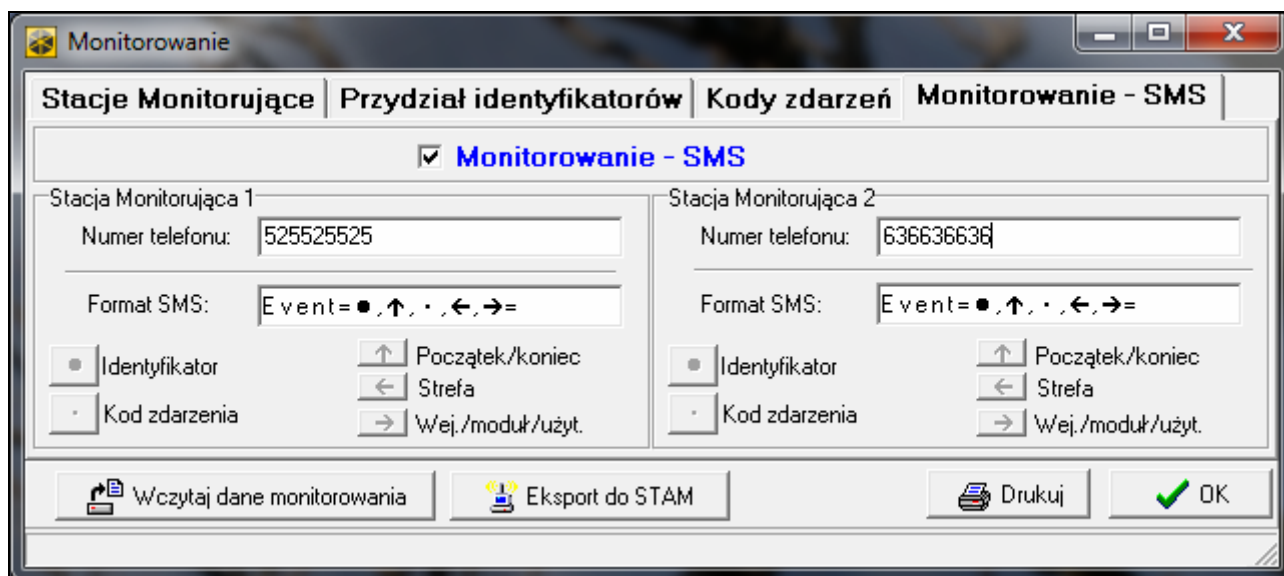 Monitorowanie
Stacje Monitorujące Przydział identyfikatorów Kody zdarzeń Monitorowanie - SMS
Monitorowanie - SMS
Stacja Monitorująca 1
Numer telefonu: 525525525
Format SMS: Event=●,↑,·,←,→=
Identyfikator
Kod zdarzenia
↑ Początek/koniec
← Strefa
→ Wej./moduł/użyt.
Stacja Monitorująca 2
Numer telefonu: 636636636
Format SMS: Event=●,↑,·,←,→=
Identyfikator
Kod zdarzenia
↑ Początek/koniec
← Strefa
→ Wej./moduł/użyt.
Wczytaj dane monitorowania Eksport do STAM Drukuj OK